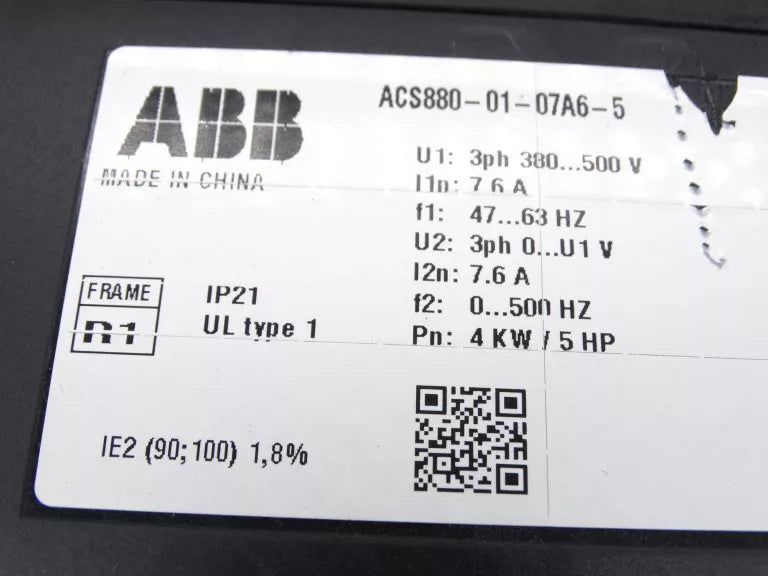 ABB
MADE IN CHINA
ACS880-01-07A6-5
U1: 3ph 380...500 V
I1n: 7.6 A
f1: 47...63 HZ
U2: 3ph 0...U1 V
I2n: 7.6 A
f2: 0...500 HZ
Pn: 4 KW / 5 HP
FRAME
R1
IP21
UL type 1
IE2 (90;100) 1,8%